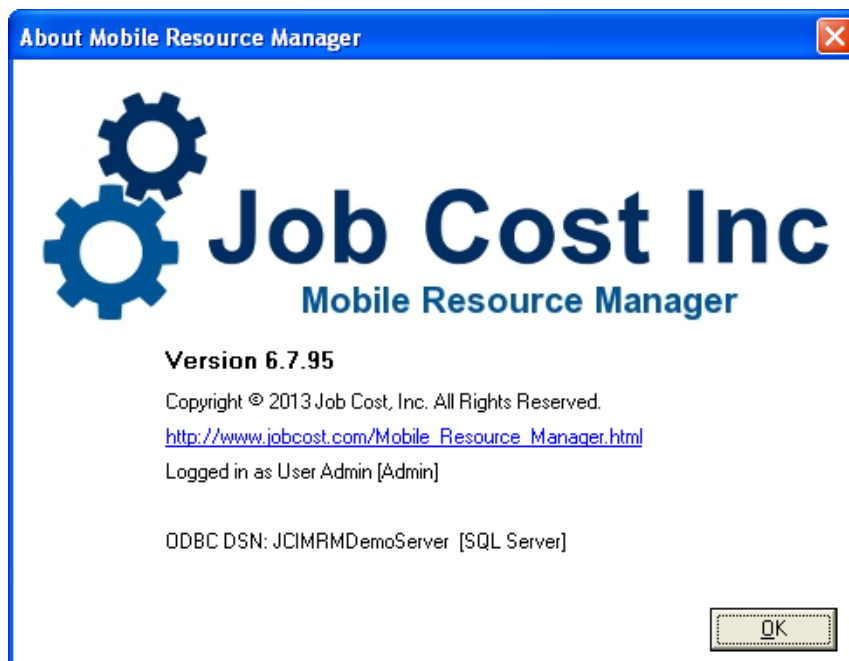 About Mobile Resource Manager
Job Cost Inc
Mobile Resource Manager
Version 6.7.95
Copyright © 2013 Job Cost, Inc. All Rights Reserved.
http://www.jobcost.com/Mobile_Resource_Manager.html
Logged in as User Admin [Admin]
ODBC DSN: JCIMRMDemoServer [SQL Server]
OK